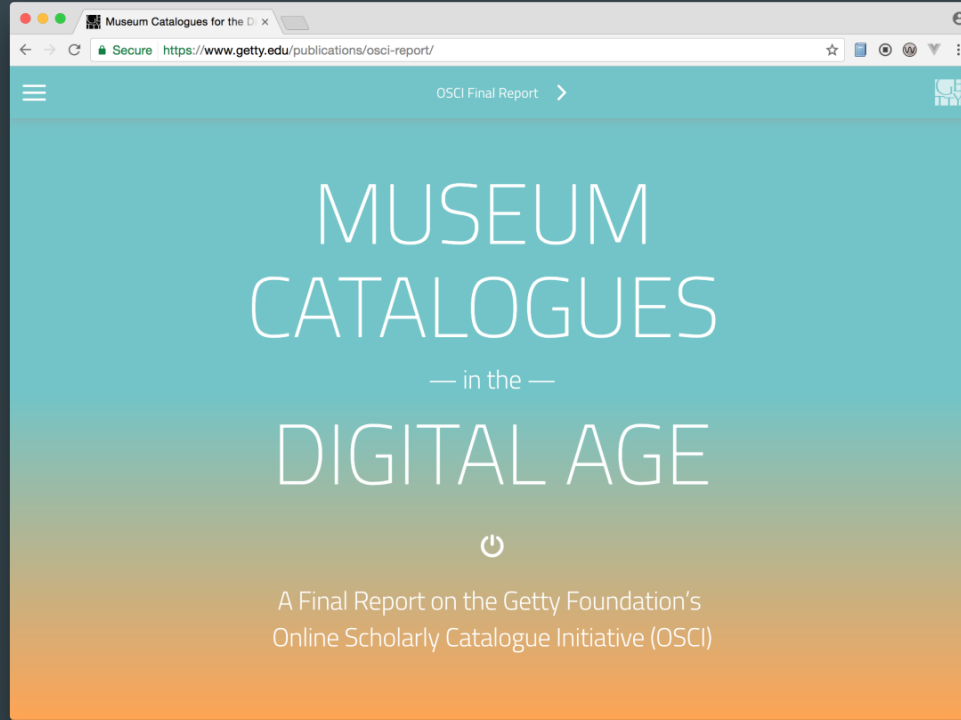 Museum Catalogues for the Di
Secure https://www.getty.edu/publications/osci-report/
OSCI Final Report
MUSEUM
CATALOGUES
— in the —
DIGITAL AGE
A Final Report on the Getty Foundation’s
Online Scholarly Catalogue Initiative (OSCI)